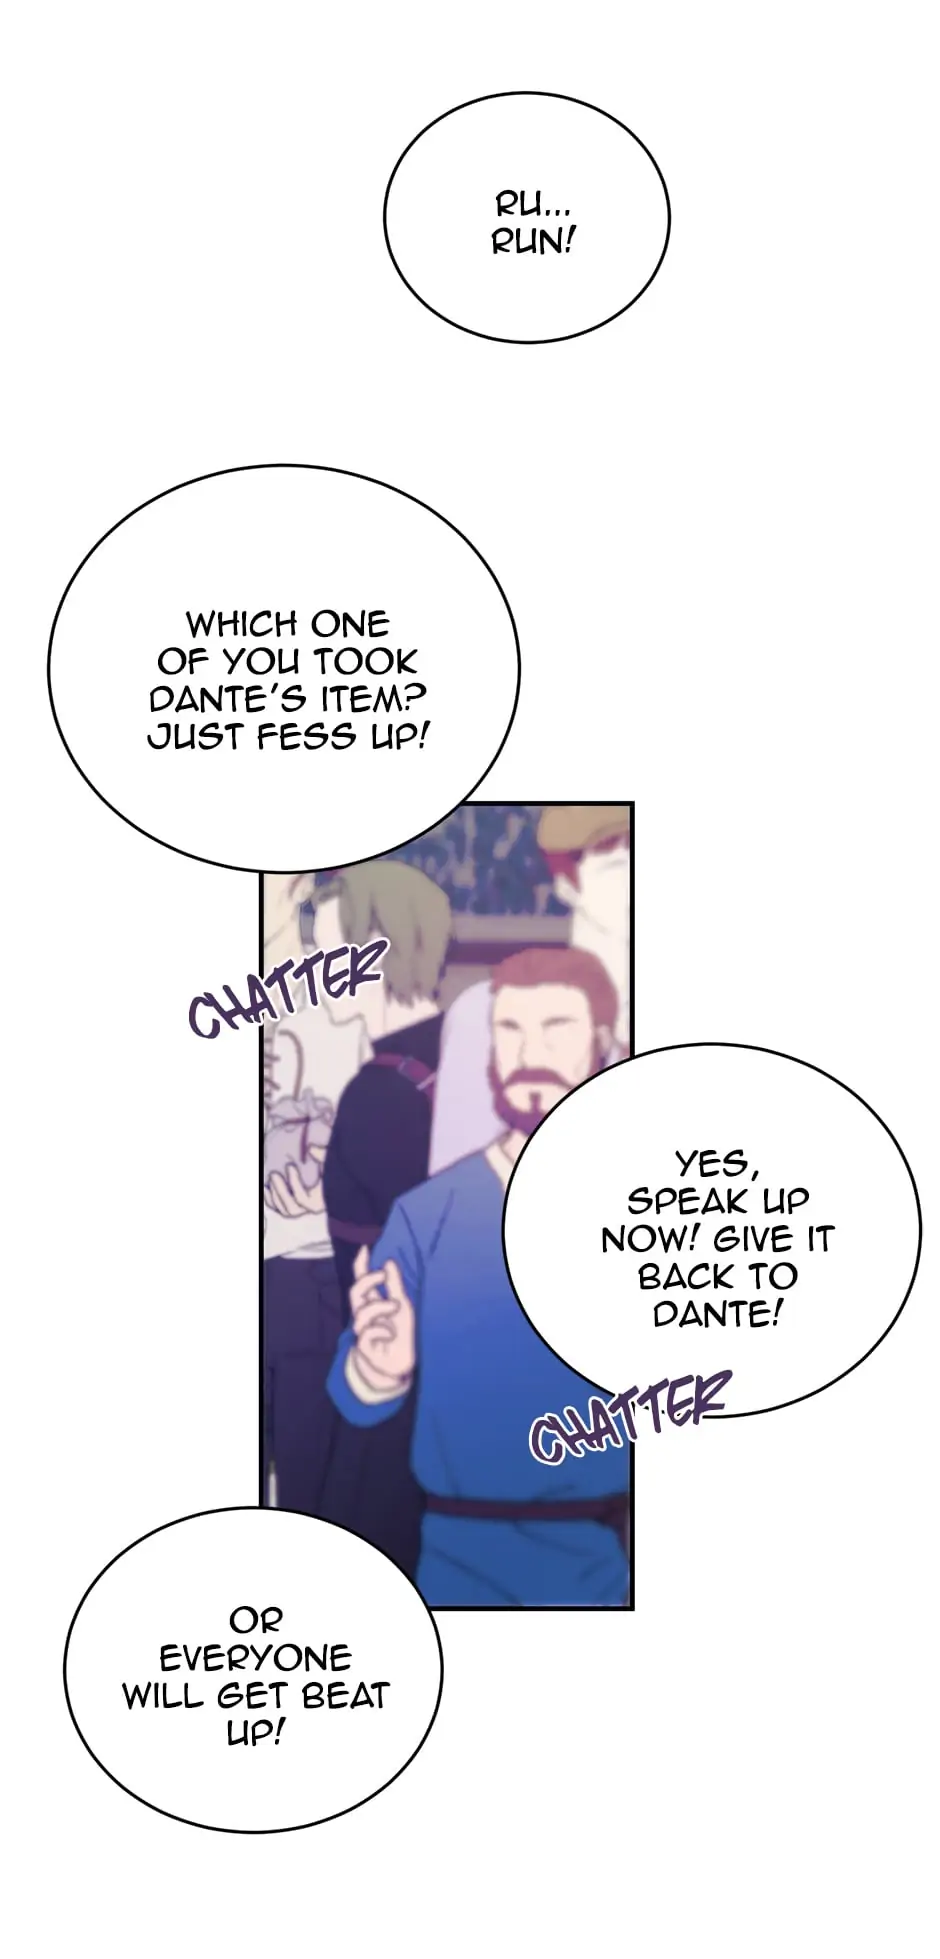 RU...
RUN!
WHICH ONE
OF YOU TOOK
DANTE'S ITEM?
JUST FESS UP!
CHATTER
YES,
SPEAK UP
NOW! GIVE IT
BACK TO
DANTE!
CHATTER
OR
EVERYONE
WILL GET BEAT
UP!